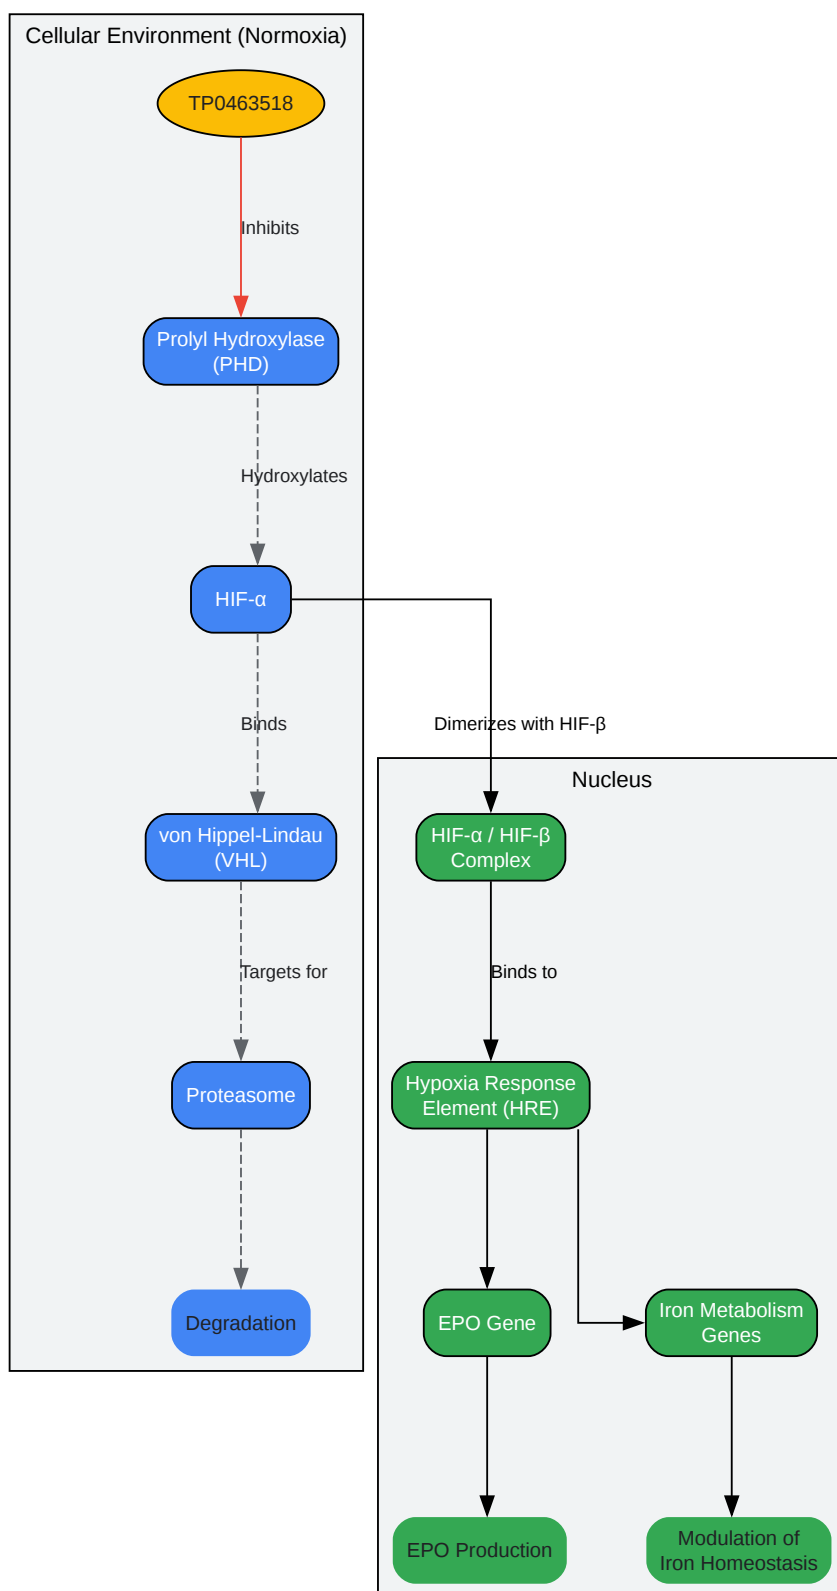 Cellular Environment (Normoxia)
TP0463518
Inhibits
Prolyl Hydroxylase
(PHD)
Hydroxylates
HIF-α
Binds
von Hippel-Lindau
(VHL)
Targets for
Proteasome
Degradation
Dimerizes with HIF-β
Nucleus
HIF-α / HIF-β
Complex
Binds to
Hypoxia Response
Element (HRE)
EPO Gene
Iron Metabolism
Genes
EPO Production
Modulation of
Iron Homeostasis